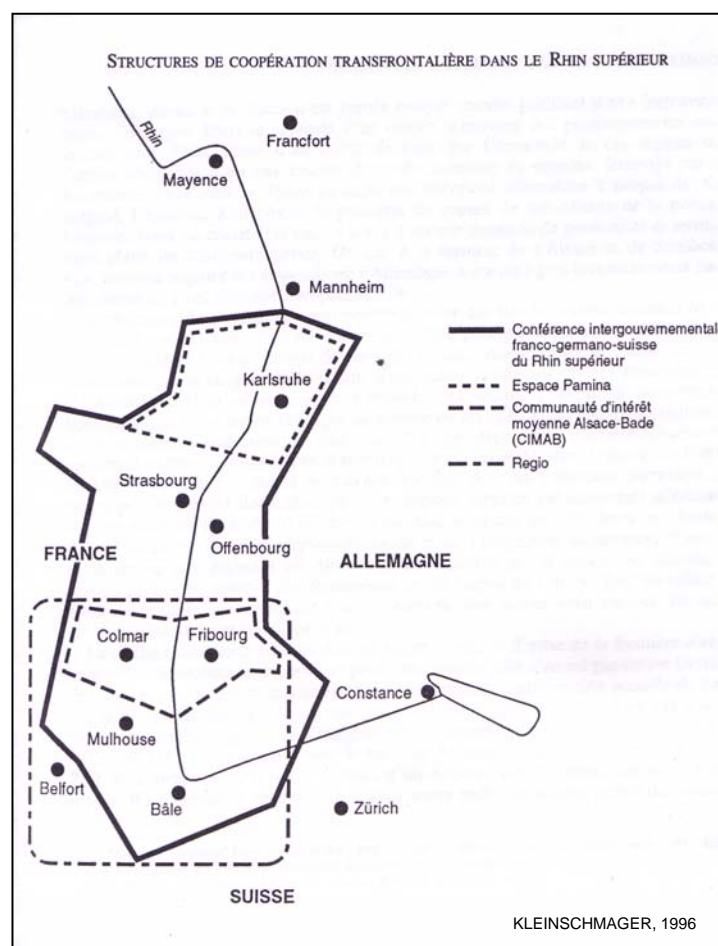 STRUCTURES DE COOPÉRATION TRANSFRONTALIÈRE DANS LE RHIN SUPÉRIEUR
Rhin
Francfort
Mayence
Mannheim
Conférence intergouvernemental
franco-germano-suisse
du Rhin supérieur
Espace Pamina
Communauté d'intérêt
moyenne Alsace-Bade
(CIMAB)
Regio
Karlsruhe
Strasbourg
Offenbourg
FRANCE
ALLEMAGNE
Colmar
Fribourg
Constance
Mulhouse
Belfort
Bâle
Zürich
SUISSE
KLEINSCHMAGER, 1996